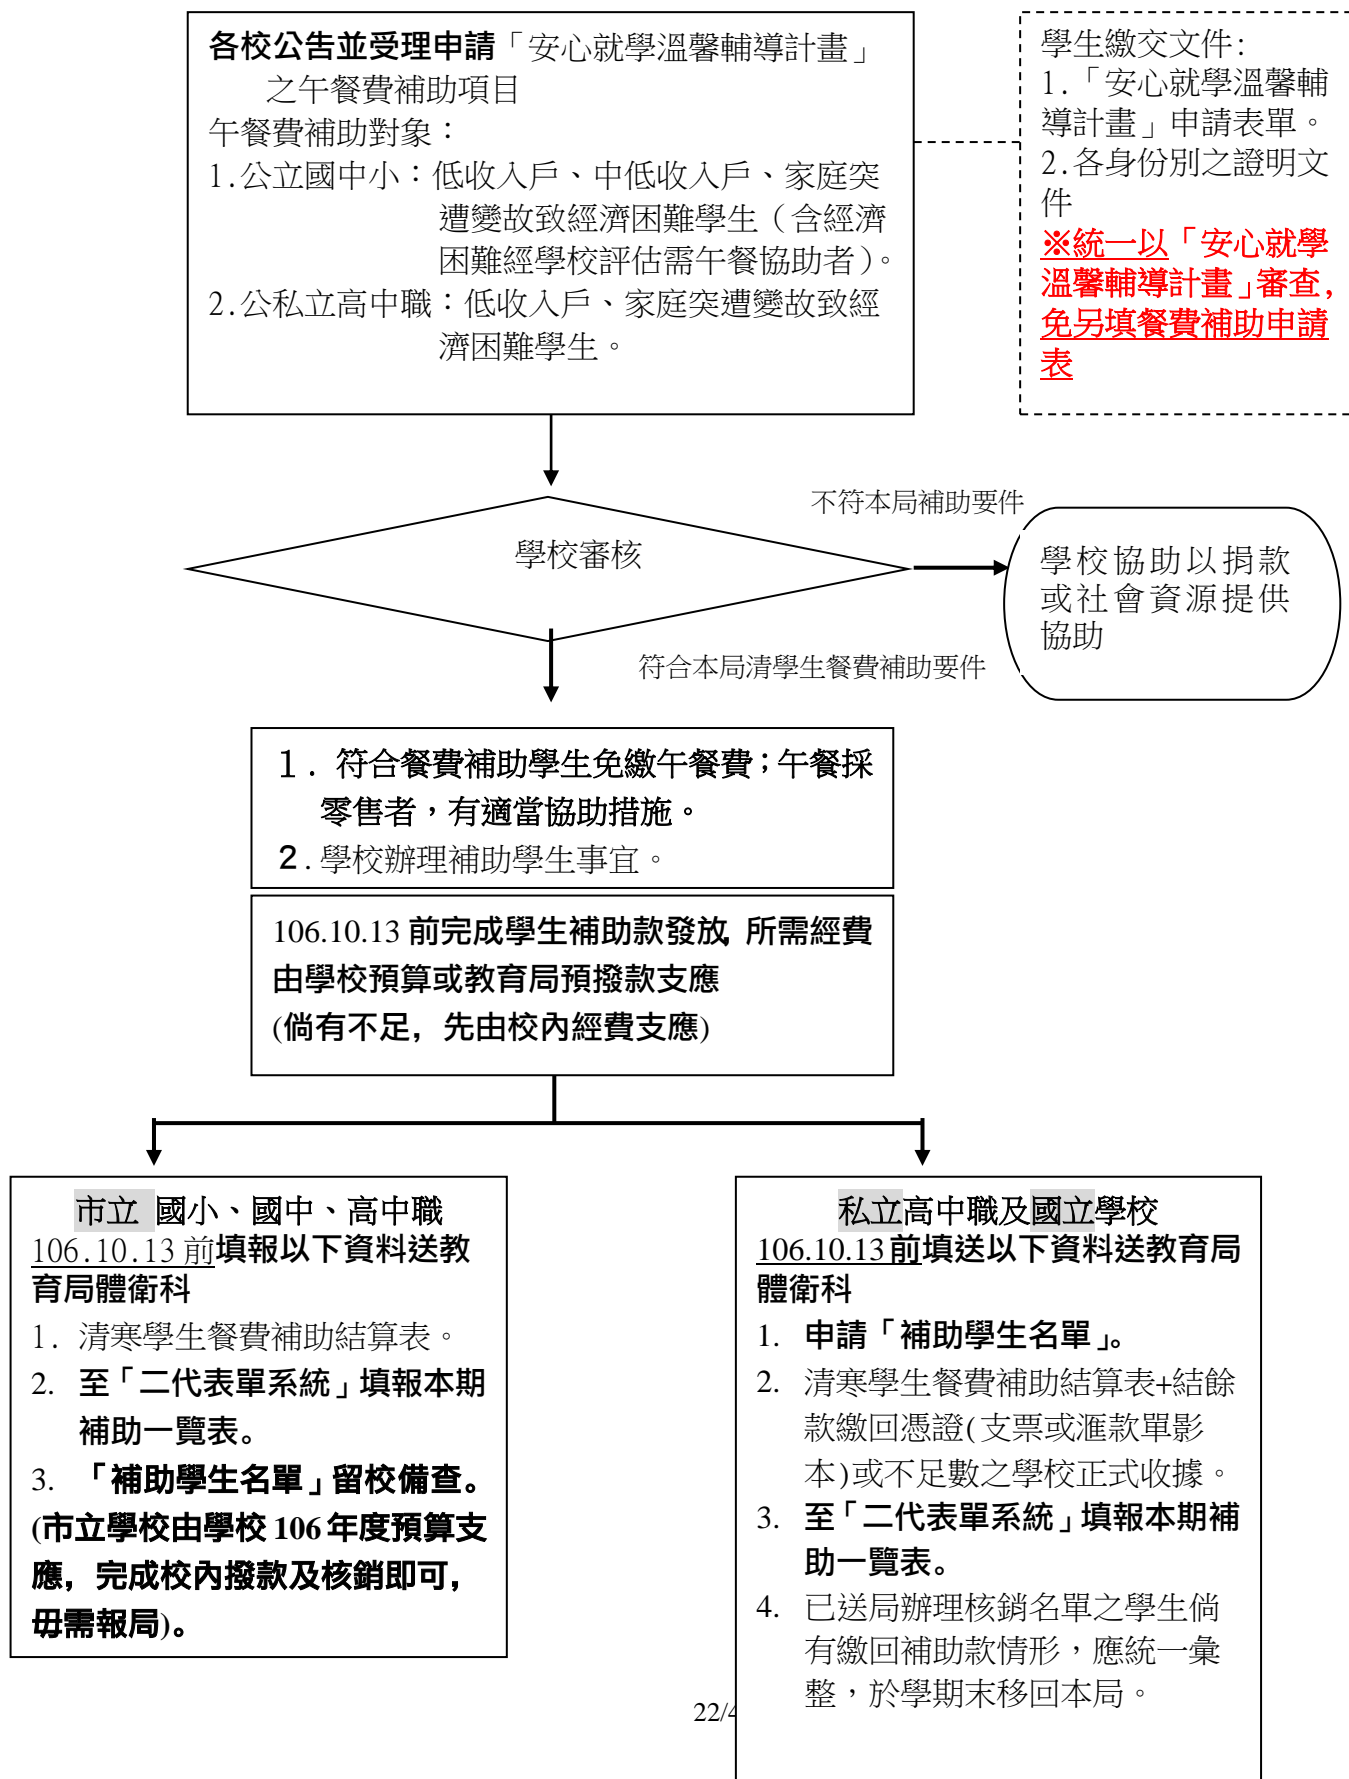 各校公告並受理申請「安心就學溫馨輔導計畫」
之午餐費補助項目
午餐費補助對象：
1.公立國中小：低收入戶、中低收入戶、家庭突
遭變故致經濟困難學生（含經濟
困難經學校評估需午餐協助者）。
2.公私立高中職：低收入戶、家庭突遭變故致經
濟困難學生。
學生繳交文件:
1.「安心就學溫馨輔
導計畫」申請表單。
2.各身份別之證明文
件
※統一以「安心就學
溫馨輔導計畫」審查,
免另填餐費補助申請
表
學校審核
不符本局補助要件
學校協助以捐款
或社會資源提供
協助
符合本局清學生餐費補助要件
1. 符合餐費補助學生免繳午餐費；午餐採
零售者，有適當協助措施。
2.學校辦理補助學生事宜。
106.10.13 前完成學生補助款發放, 所需經費
由學校預算或教育局預撥款支應
(倘有不足，先由校內經費支應)
市立 國小、國中、高中職
106.10.13 前填報以下資料送教
育局體衛科
1. 清寒學生餐費補助結算表。
2. 至「二代表單系統」填報本期
補助一覽表。
3. 「補助學生名單」留校備查。
(市立學校由學校 106 年度預算支
應，完成校內撥款及核銷即可，
毋需報局)。
私立高中職及國立學校
106.10.13 前填送以下資料送教育局
體衛科
1. 申請「補助學生名單」。
2. 清寒學生餐費補助結算表+結餘
款繳回憑證(支票或滙款單影
本)或不足數之學校正式收據。
3. 至「二代表單系統」填報本期補
助一覽表。
4. 已送局辦理核銷名單之學生倘
有繳回補助款情形，應統一彙
整，於學期末移回本局。
22/4